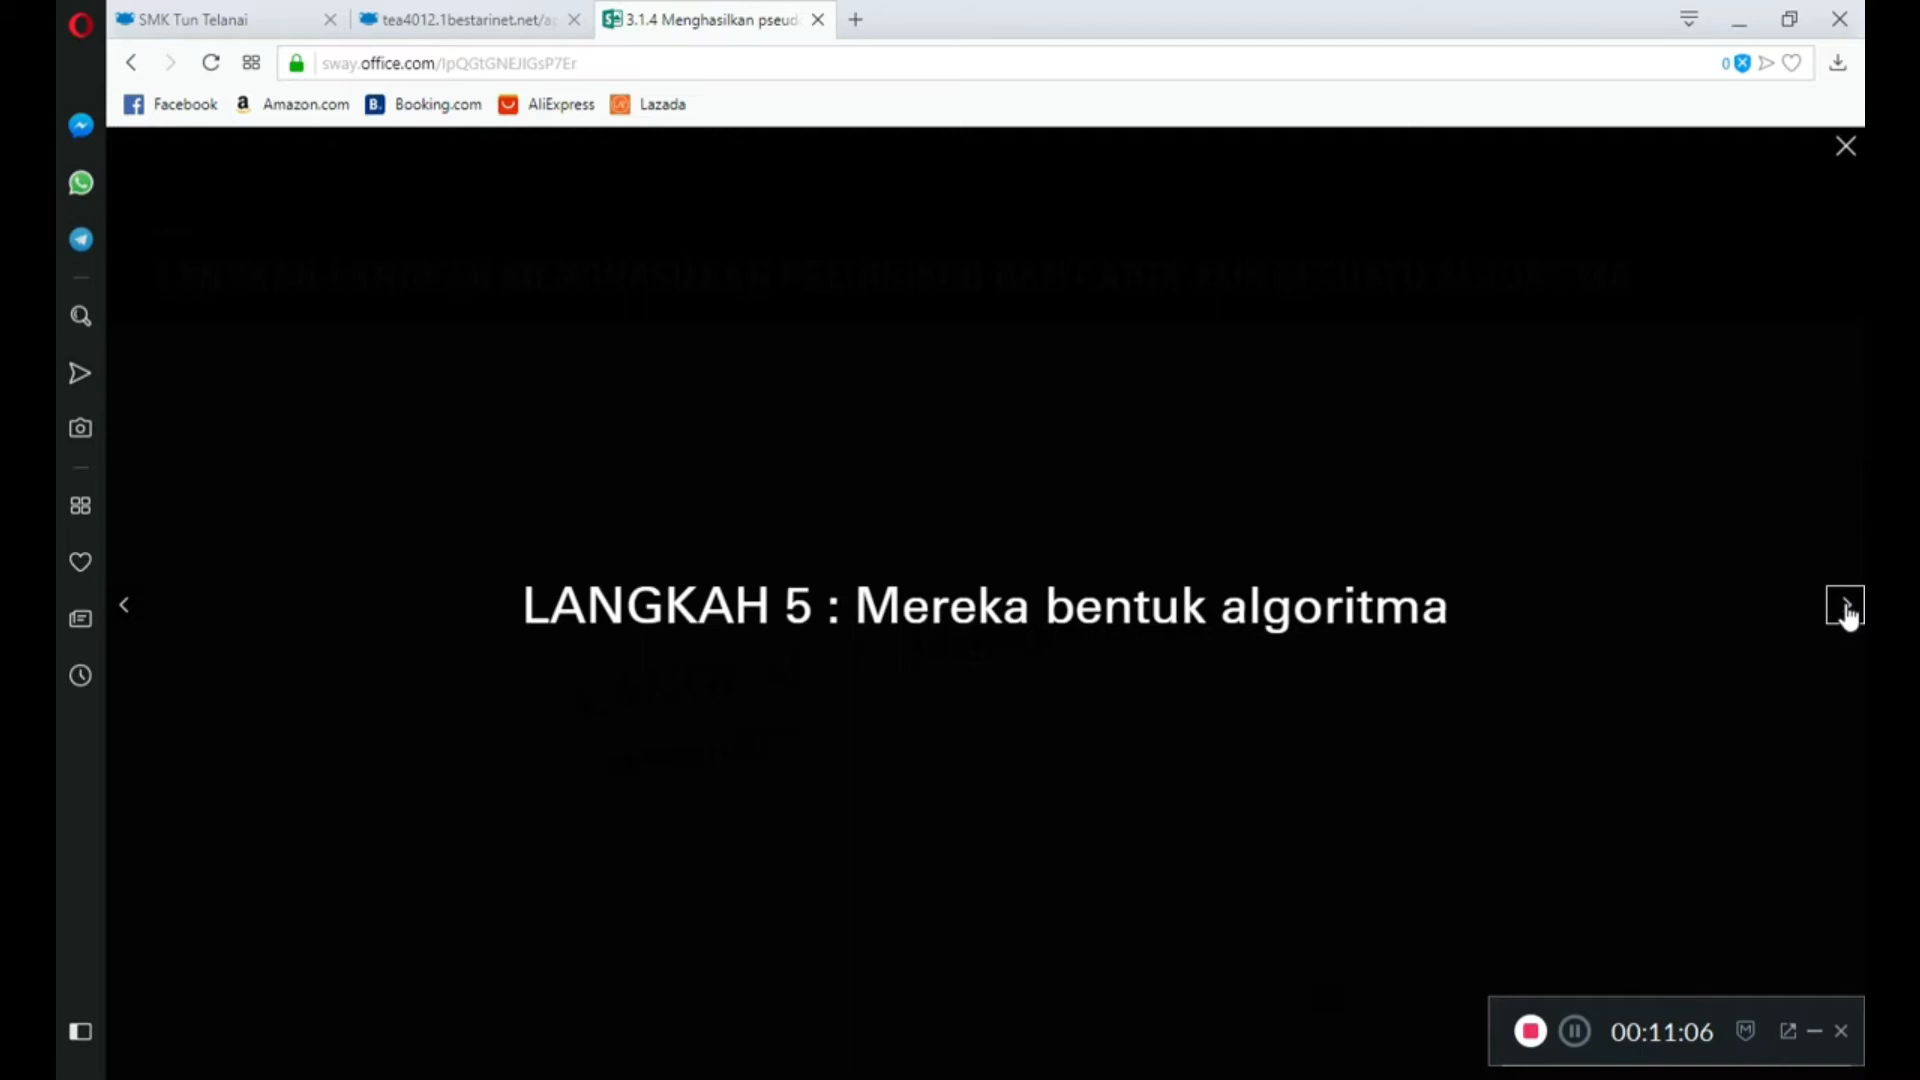 SMK Tun Telanai
tea4012.1bestarinet.net/a
3.1.4 Menghasilkan pseud
sway.office.com/IpQGtGNEJIGsP7Er
0
Facebook
Amazon.com
Booking.com
AliExpress
Lazada
LANGKAH 5 : Mereka bentuk algoritma
00:11:06